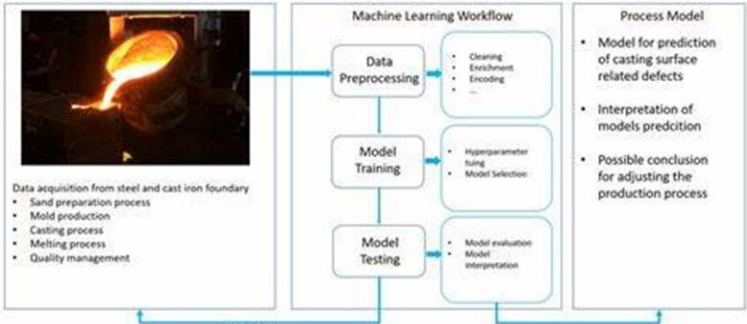 Data acquisition from steel and cast iron foundary
• Sand preparation process
• Mold production
• Casting process
• Melting process
• Quality management
Machine Learning Workflow
Data
Preprocessing
• Cleaning
• Enrichment
• Encoding
• ...
Model
Training
• Hyperparameter
tuing
• Model Selection
Model
Testing
• Model evaluation
• Model
interpretation
Process Model
• Model for prediction
of casting surface
related defects
• Interpretation of
models predcition
• Possible conclusion
for adjusting the
production process